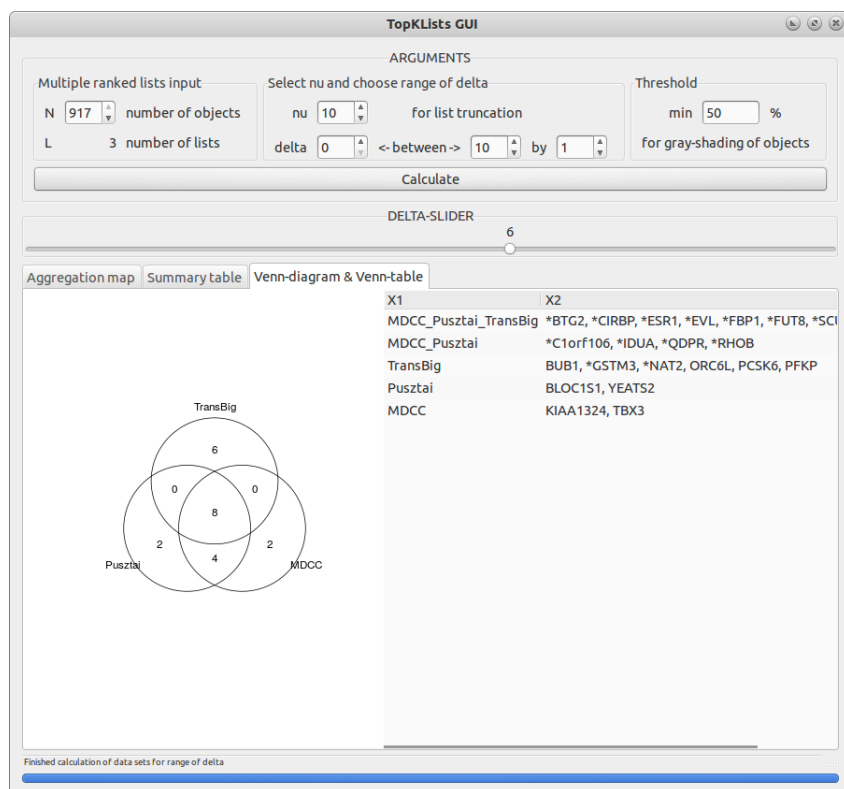 TopKLists GUI
ARGUMENTS
Multiple ranked lists input
Select nu and choose range of delta
Threshold
N 917 number of objects
nu 10 for list truncation
min 50 %
L 3 number of lists
delta 0 <- between -> 10 by 1
for gray-shading of objects
Calculate
DELTA-SLIDER
6
Aggregation map
Summary table
Venn-diagram & Venn-table
X1 X2
MDCC_Pusztai_TransBig *BTG2, *CIRBP, *ESR1, *EVL, *FBP1, *FUT8, *SCU
MDCC_Pusztai *C1orf106, *IDUA, *QDPR, *RHOB
TransBig BUB1, *GSTM3, *NAT2, ORC6L, PCSK6, PFKP
Pusztai BLOC1S1, YEATS2
MDCC KIAA1324, TBX3
TransBig
6
0 0
8
2 2
4
Pusztai MDCC
Finished calculation of data sets for range of delta